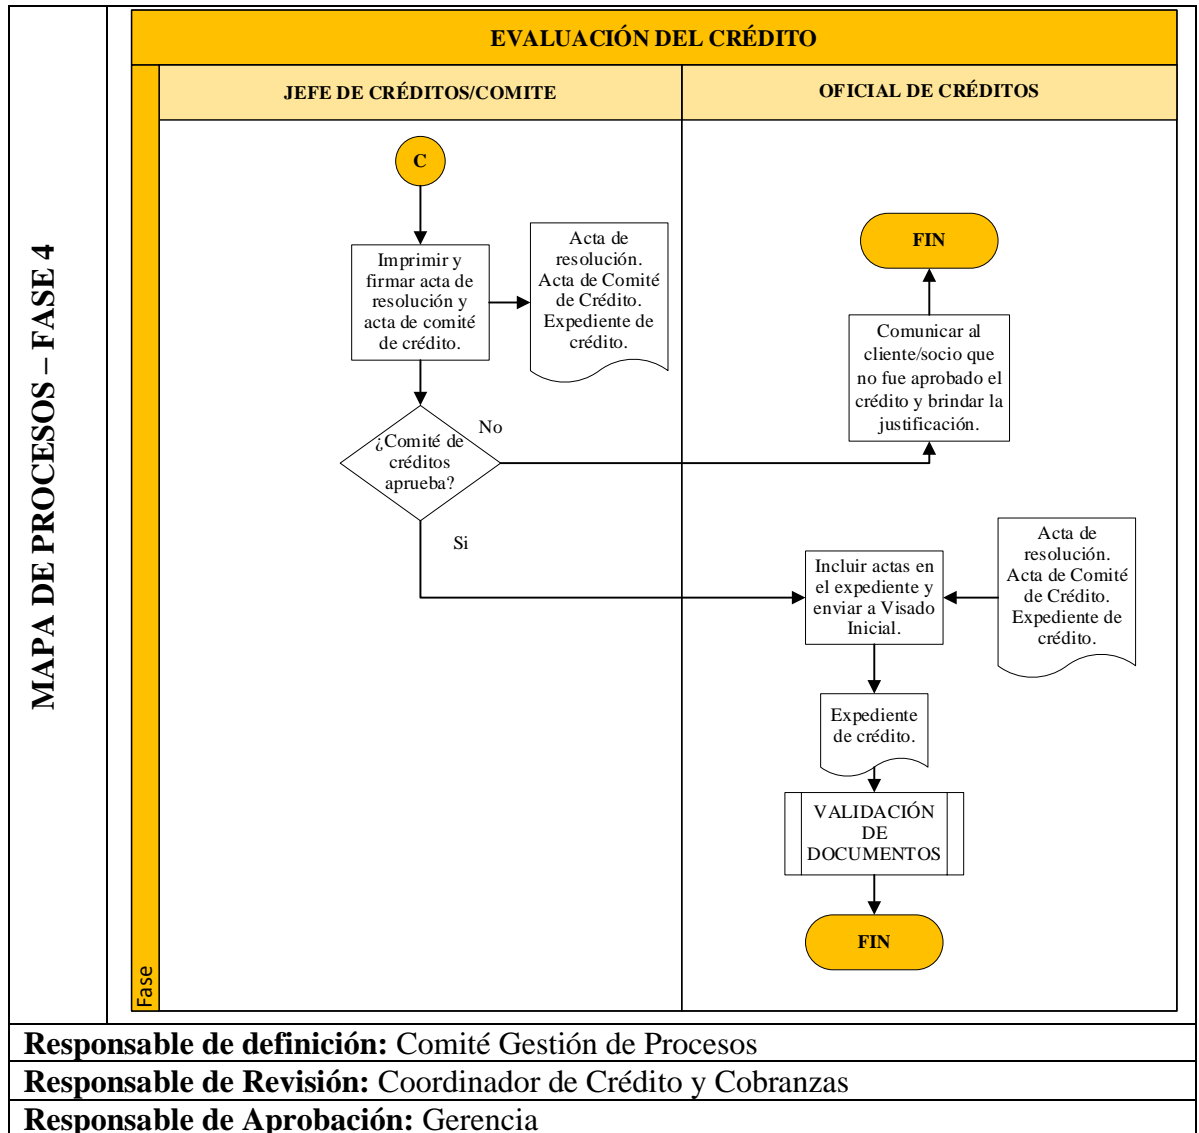 MAPA DE PROCESOS – FASE 4
EVALUACIÓN DEL CRÉDITO
Fase
JEFE DE CRÉDITOS/COMITE
OFICIAL DE CRÉDITOS
C
Imprimir y
firmar acta de
resolución y
acta de comité
de crédito.
Acta de
resolución.
Acta de Comité
de Crédito.
Expediente de
crédito.
¿Comité de
créditos
aprueba?
No
Si
FIN
Comunicar al
cliente/socio que
no fue aprobado el
crédito y brindar la
justificación.
Incluir actas en
el expediente y
enviar a Visado
Inicial.
Acta de
resolución.
Acta de Comité
de Crédito.
Expediente de
crédito.
Expediente
de crédito.
VALIDACIÓN
DE
DOCUMENTOS
FIN
Responsable de definición: Comité Gestión de Procesos
Responsable de Revisión: Coordinador de Crédito y Cobranzas
Responsable de Aprobación: Gerencia